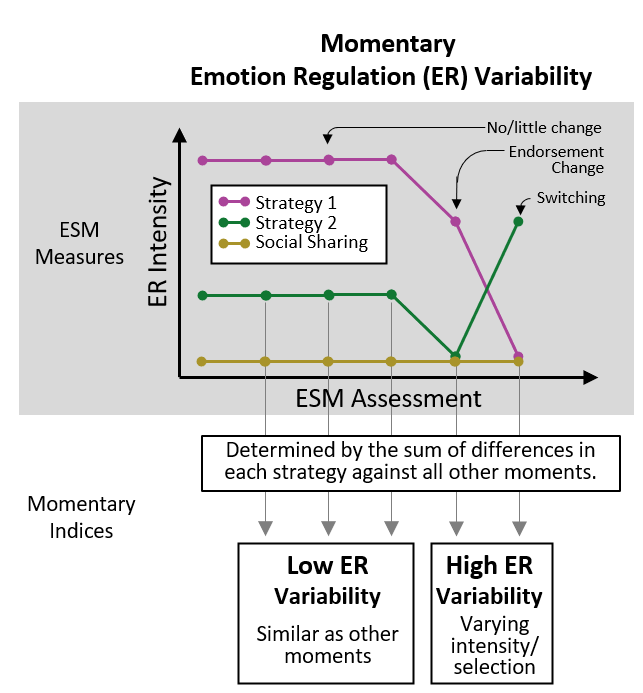 Momentary
Emotion Regulation (ER) Variability
No/little change
Endorsement
Change
Switching
Strategy 1
Strategy 2
Social Sharing
ESM
Measures
ER Intensity
ESM Assessment
Determined by the sum of differences in
each strategy against all other moments.
Momentary
Indices
Low ER
Variability
Similar as other
moments
High ER
Variability
Varying
intensity/
selection